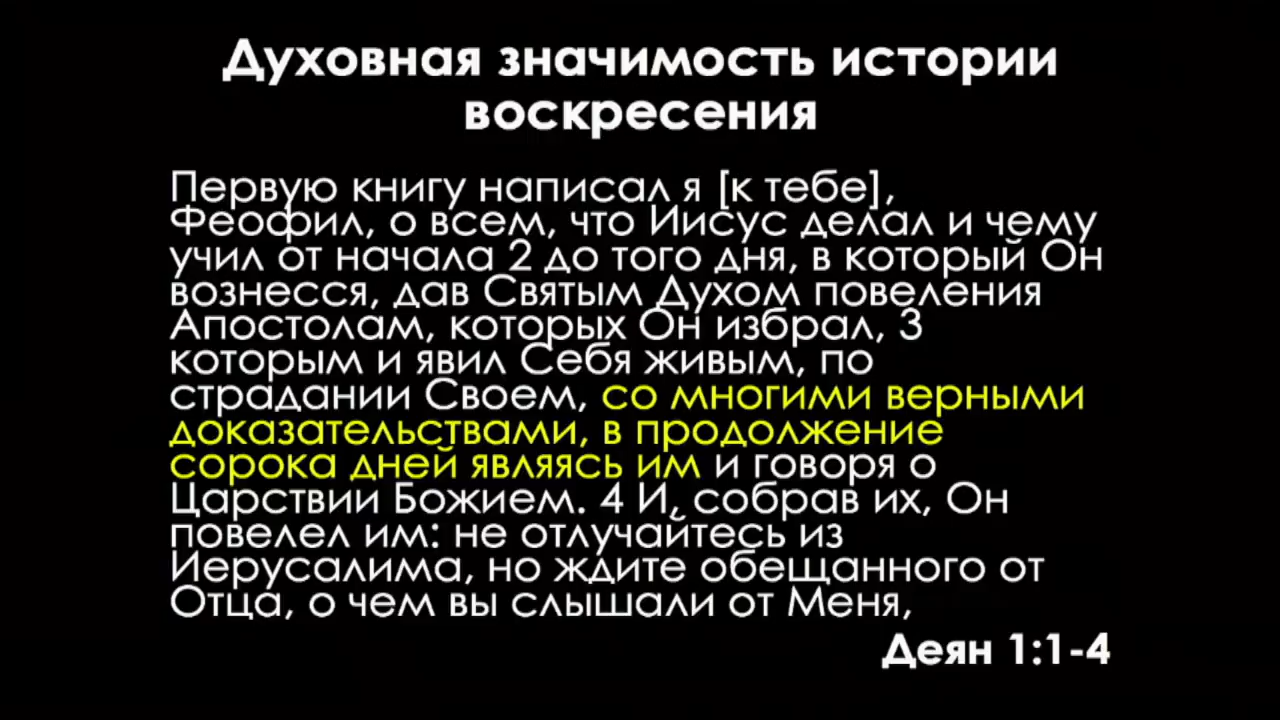 Духовная значимость истории
воскресения
Первую книгу написал я [к тебе],
Феофил, о всем, что Иисус делал и чему
учил от начала 2 до того дня, в который Он
вознесся, дав Святым Духом повеления
Апостолам, которых Он избрал, 3
которым и явил Себя живым, по
страдании Своем, со многими верными
доказательствами, в продолжение
сорока дней являясь им и говоря о
Царствии Божием. 4 И, собрав их, Он
повелел им: не отлучайтесь из
Иерусалима, но ждите обещанного от
Отца, о чем вы слышали от Меня,
Деян 1:1-4